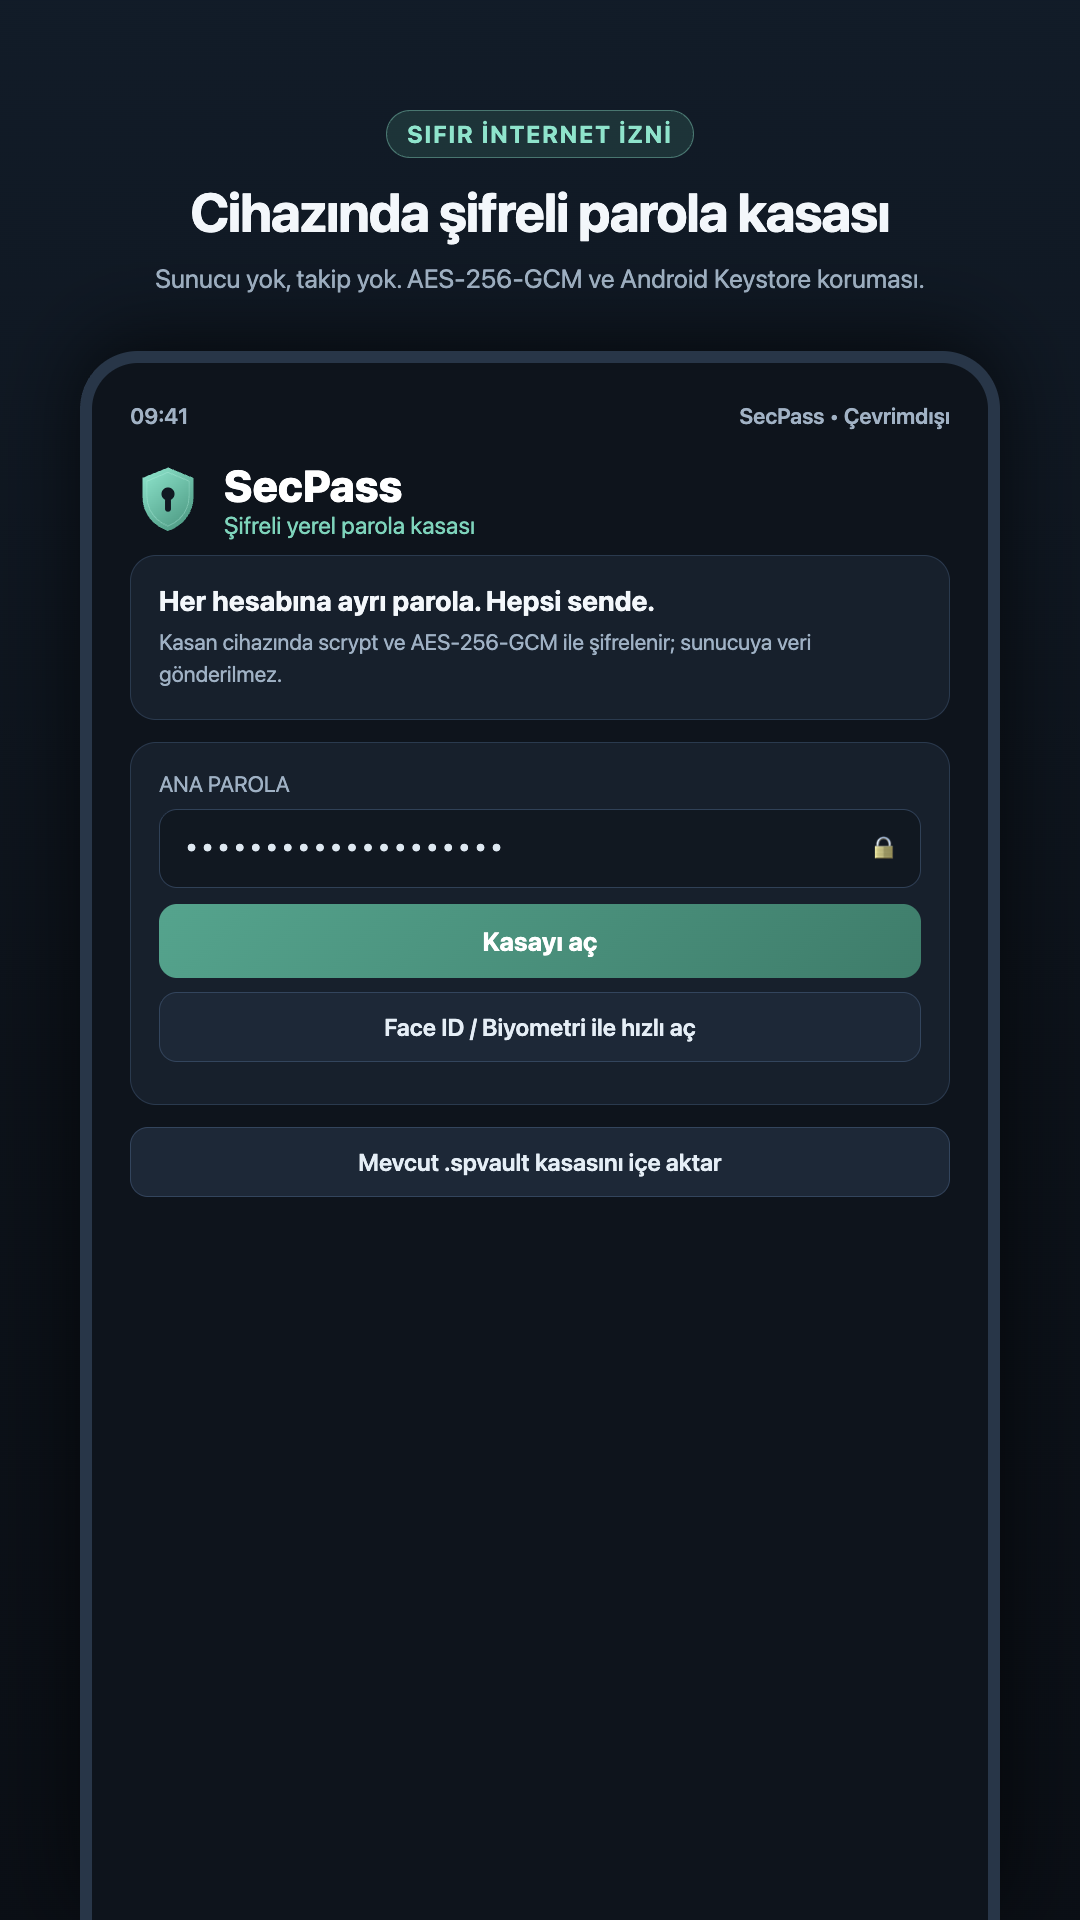 SIFIR İNTERNET İZNİ
Cihazında şifreli parola kasası
Sunucu yok, takip yok. AES-256-GCM ve Android Keystore koruması.
09:41
SecPass • Çevrimdışı
SecPass
Şifreli yerel parola kasası
Her hesabına ayrı parola. Hepsi sende.
Kasan cihazında scrypt ve AES-256-GCM ile şifrelenir; sunucuya veri
gönderilmez.
ANA PAROLA
••••••••••••••••••••
Kasayı aç
Face ID / Biyometri ile hızlı aç
Mevcut .spvault kasasını içe aktar